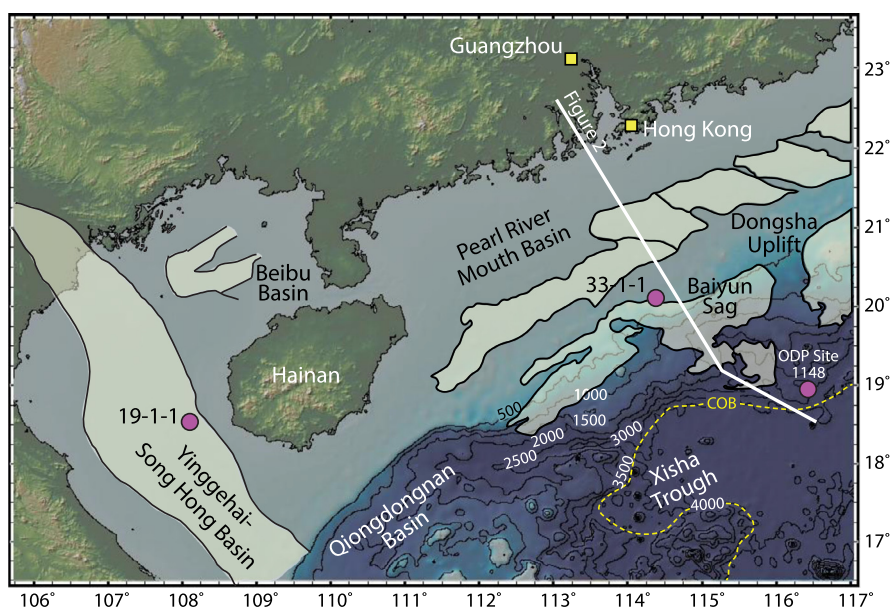 Guangzhou
Figure 2
Hong Kong
23°
22°
21°
20°
19°
18°
17°
Pearl River
Mouth Basin
Dongsha
Uplift
Beibu
Basin
33-1-1
Baiyun
Sag
Hainan
ODP Site
1148
19-1-1
Yinggehai-
Song Hong Basin
500
1000
1500
2000
2500
3000
3500
4000
COB
Xisha
Trough
Qiongdongnan
Basin
106°
107°
108°
109°
110°
111°
112°
113°
114°
115°
116°
117°